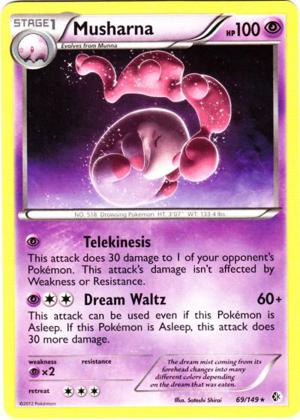 STAGE1
Musharna
HP100
Evolves from Munna
NO. 518 Drowsing Pokémon HT. 3'07" WT. 133.4 lbs.
Telekinesis
This attack does 30 damage to 1 of your opponent's
Pokémon. This attack's damage isn't affected by
Weakness or Resistance.
Dream Waltz 60+
This attack can be used even if this Pokémon is
Asleep. If this Pokémon is Asleep, this attack does
30 more damage.
weakness
resistance
×2
retreat
The dream mist coming from its
forehead changes into many
different colors depending on
the dream that was eaten.
©2012 Pokémon
Illus. Satoshi Shirai
69/149★